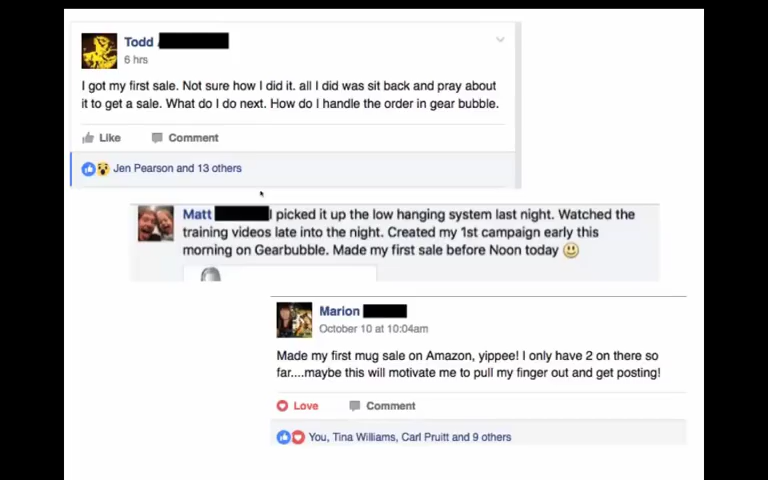 Todd
6 hrs
I got my first sale. Not sure how I did it. all I did was sit back and pray about
it to get a sale. What do I do next. How do I handle the order in gear bubble.
Like Comment
Jen Pearson and 13 others
Matt I picked it up the low hanging system last night. Watched the
training videos late into the night. Created my 1st campaign early this
morning on Gearbubble. Made my first sale before Noon today
Marion
October 10 at 10:04am
Made my first mug sale on Amazon, yippee! I only have 2 on there so
far....maybe this will motivate me to pull my finger out and get posting!
Love Comment
You, Tina Williams, Carl Pruitt and 9 others